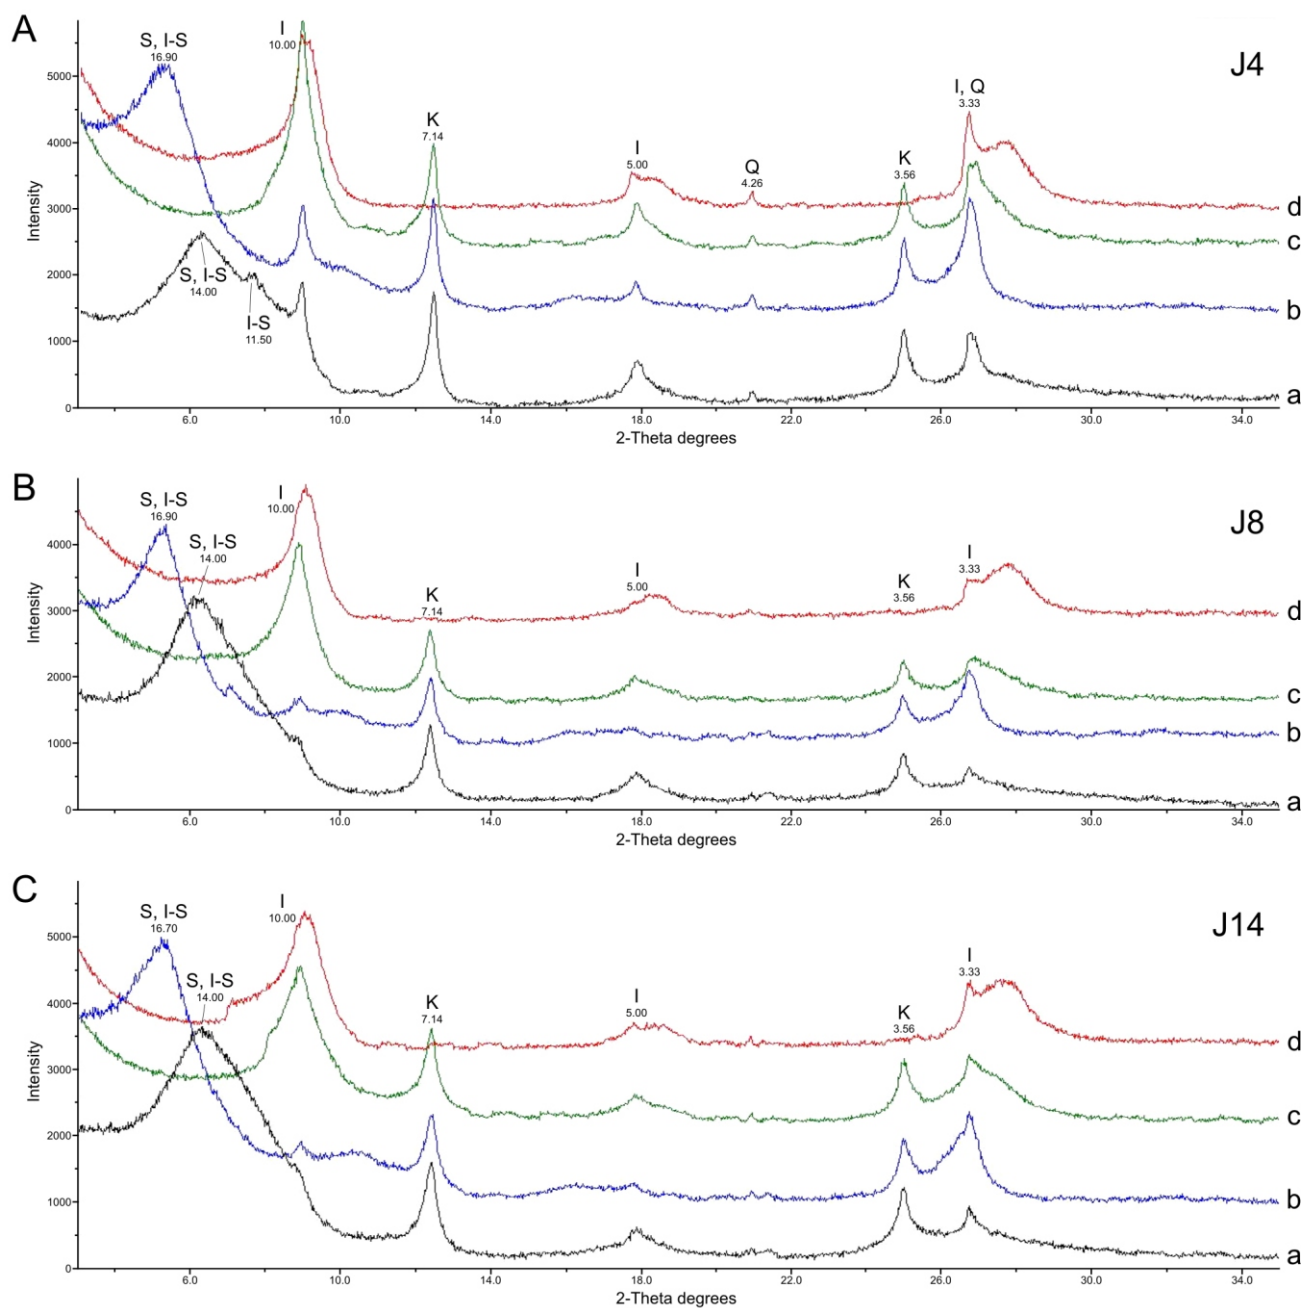 A
J4
S, I-S
16.90
I
10.00
K
7.14
I
5.00
Q
4.26
K
3.56
I, Q
3.33
S, I-S
14.00
I-S
11.50
d
c
b
a
5000
4000
3000
2000
1000
0
Intensity
6.0 10.0 14.0 18.0 22.0 26.0 30.0 34.0
2-Theta degrees
B
J8
S, I-S
16.90
S, I-S
14.00
I
10.00
K
7.14
I
5.00
K
3.56
I
3.33
d
c
b
a
4000
3000
2000
1000
0
Intensity
6.0 10.0 14.0 18.0 22.0 26.0 30.0 34.0
2-Theta degrees
C
J14
S, I-S
16.70
S, I-S
14.00
I
10.00
K
7.14
I
5.00
K
3.56
I
3.33
d
c
b
a
5000
4000
3000
2000
1000
0
Intensity
6.0 10.0 14.0 18.0 22.0 26.0 30.0 34.0
2-Theta degrees